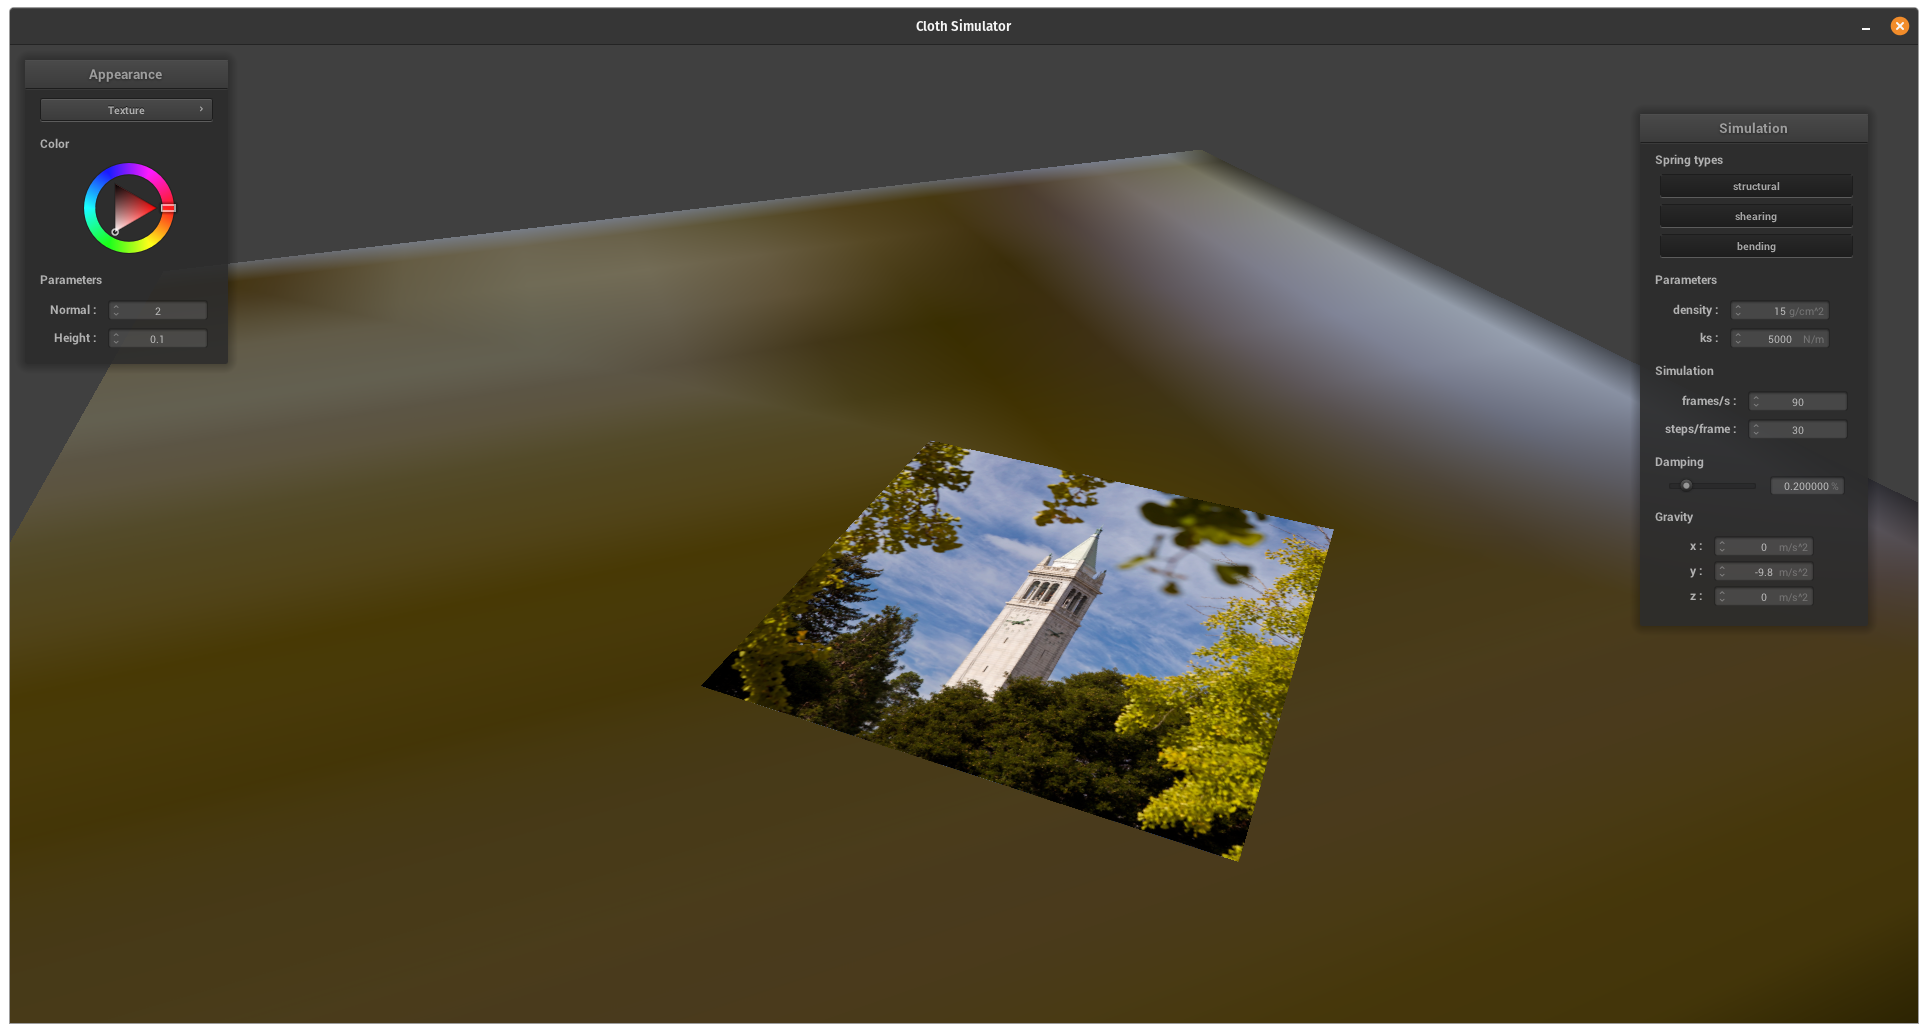 Cloth Simulator
Appearance
Texture
Color
Parameters
Normal : 2
Height : 0.1
Simulation
Spring types
structural
shearing
bending
Parameters
density : 15 g/cm^2
ks : 5000 N/m
Simulation
frames/s : 90
steps/frame : 30
Damping
0.200000 %
Gravity
x : 0 m/s^2
y : -9.8 m/s^2
z : 0 m/s^2